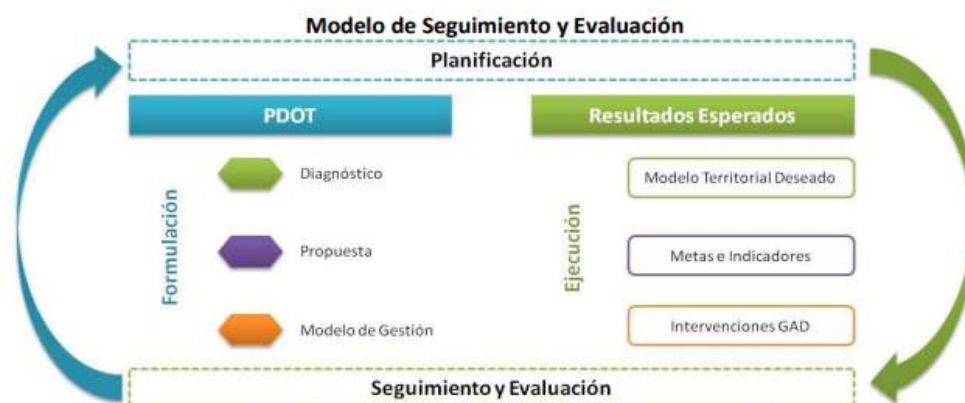 Modelo de Seguimiento y Evaluación
Planificación
PDOT
Resultados Esperados
Formulación
Diagnóstico
Propuesta
Modelo de Gestión
Ejecución
Modelo Territorial Deseado
Metas e Indicadores
Intervenciones GAD
Seguimiento y Evaluación